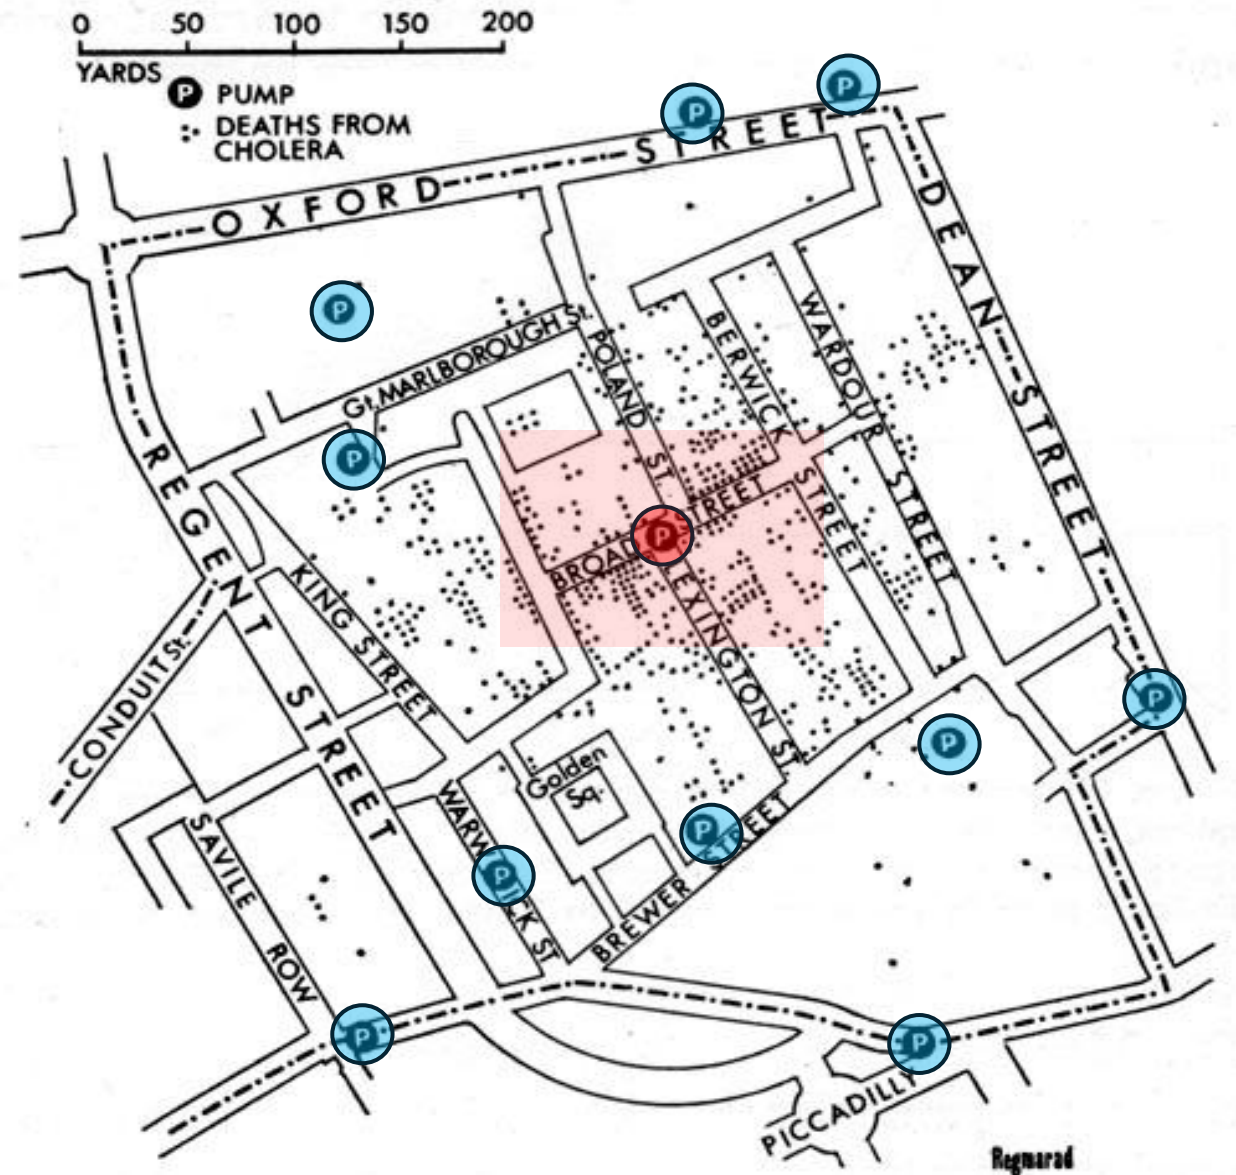 0 50 100 150 200
YARDS
P PUMP
DEATHS FROM
CHOLERA
P
P
OXFORD STREET
DEAN STREET
P
Gt. MARLBOROUGH St.
POLAND ST.
BERWICK STREET
WARDOUR STREET
P
REGENT STREET
BROAD STREET
P
KING STREET
LEXINGTON ST.
CONDUIT St.
P
P
Golden
Sq.
WARWICK ST
P
P
BREWER STREET
SAVILE ROW
P
P
PICCADILLY
Regmarad